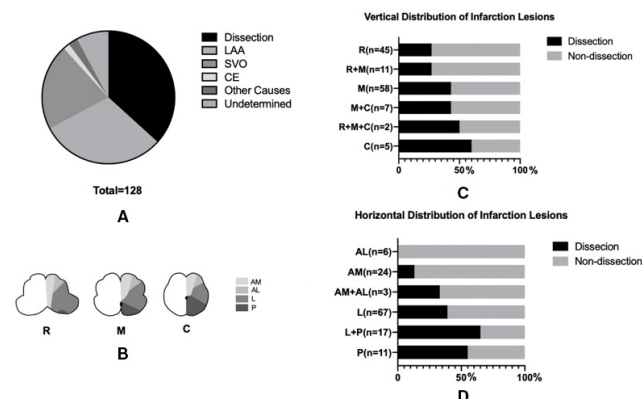 A
Dissection
LAA
SVO
CE
Other Causes
Undetermined
Total=128
A
AM
AL
L
P
R
M
C
B
Vertical Distribution of Infarction Lesions
R(n=45)
R+M(n=11)
M(n=58)
M+C(n=7)
R+M+C(n=2)
C(n=5)
0
50%
100%
Dissection
Non-dissection
C
Horizontal Distribution of Infarction Lesions
AL(n=6)
AM(n=24)
AM+AL(n=3)
L(n=67)
L+P(n=17)
P(n=11)
0
50%
100%
Dissecion
Non-dissection
D